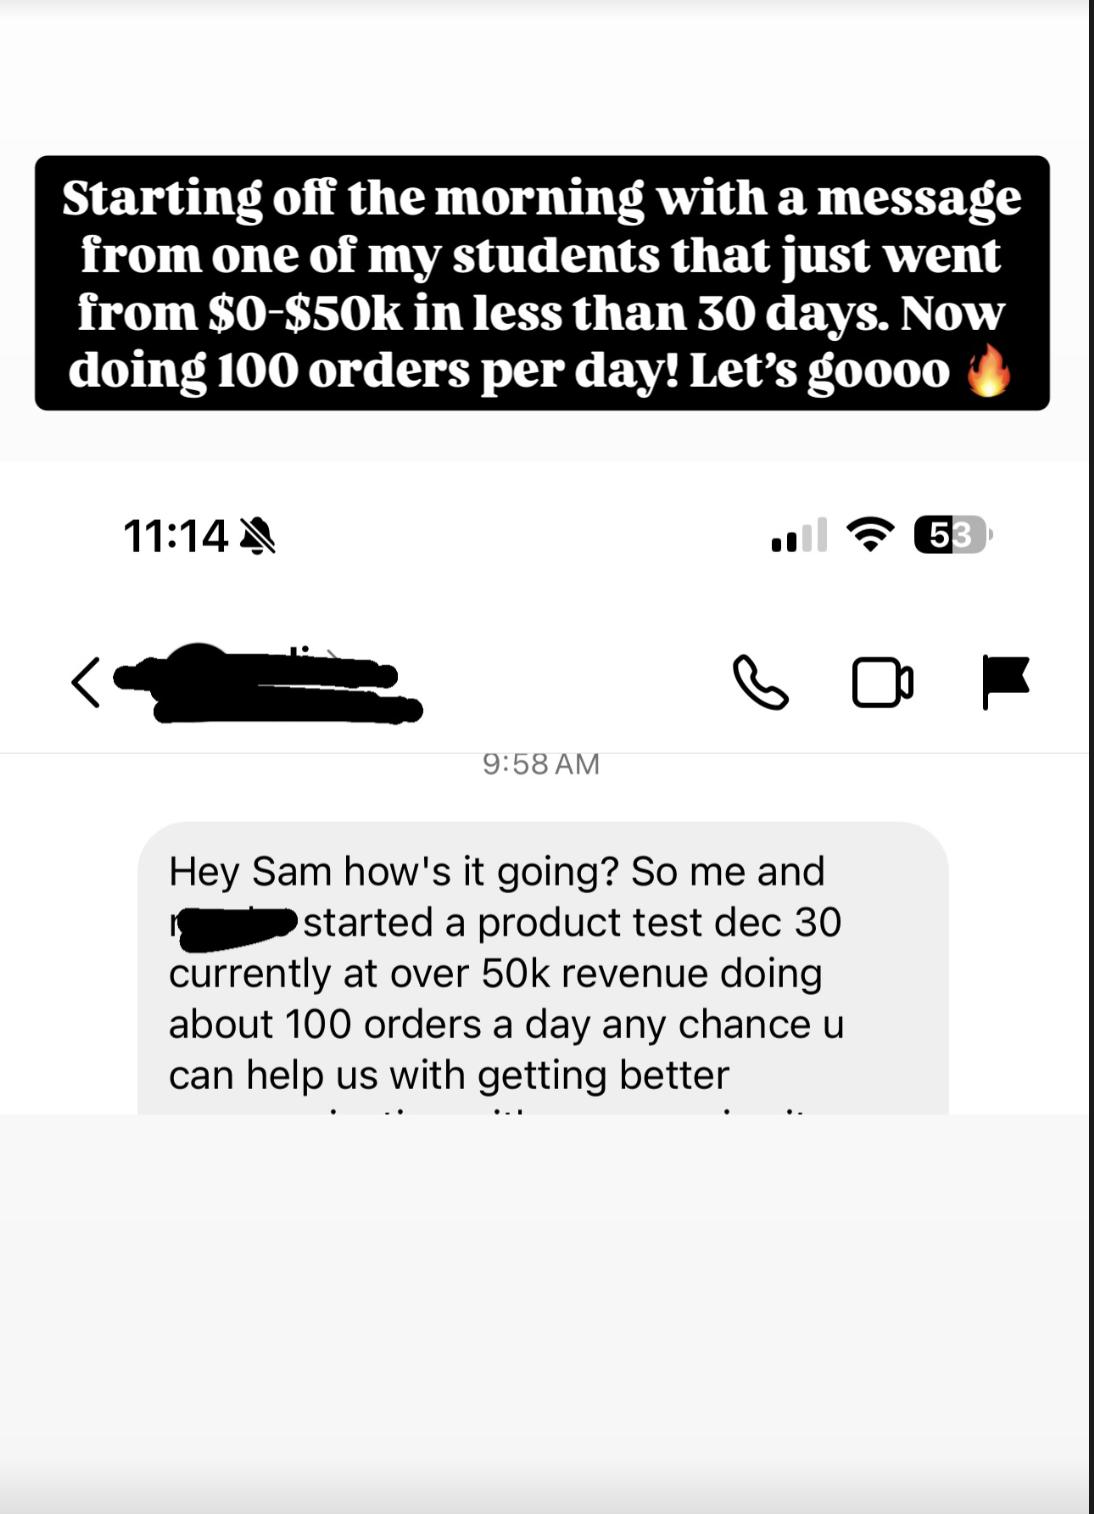 Starting off the morning with a message
from one of my students that just went
from $0-$50k in less than 30 days. Now
doing 100 orders per day! Let's goooo 🔥
11:14
53
9:58 AM
Hey Sam how's it going? So me and
started a product test dec 30
currently at over 50k revenue doing
about 100 orders a day any chance u
can help us with getting better